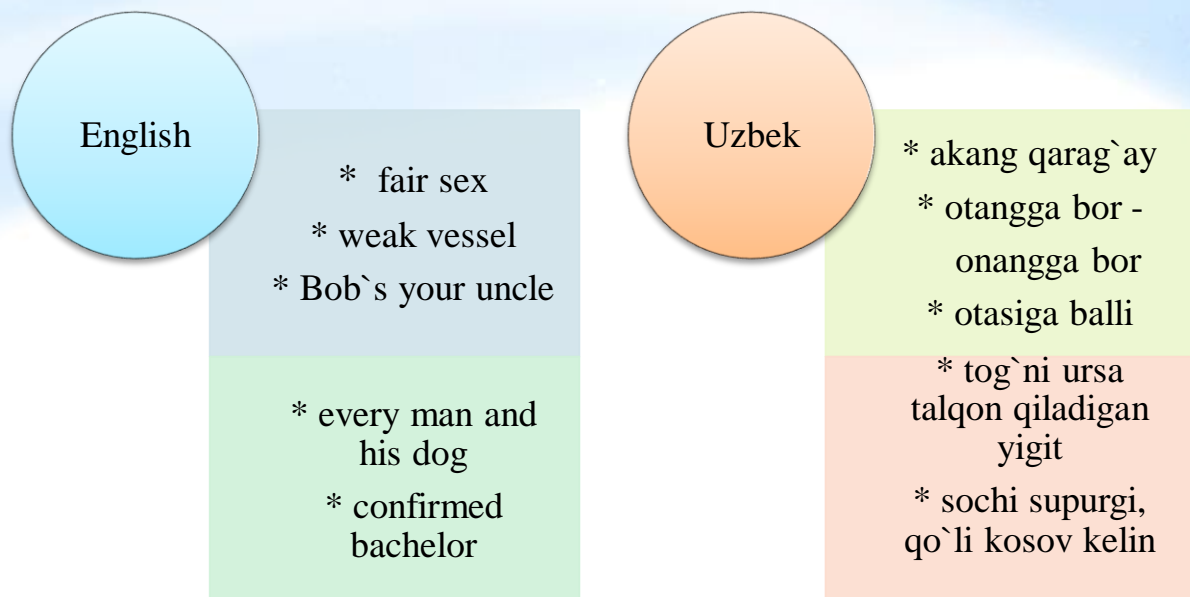 English
* fair sex
* weak vessel
* Bob`s your uncle
* every man and
his dog
* confirmed
bachelor
Uzbek
* akang qarag`ay
* otangga bor -
onangga bor
* otasiga balli
* tog`ni ursa
talqon qiladigan
yigit
* sochi supurgi,
qo`li kosov kelin